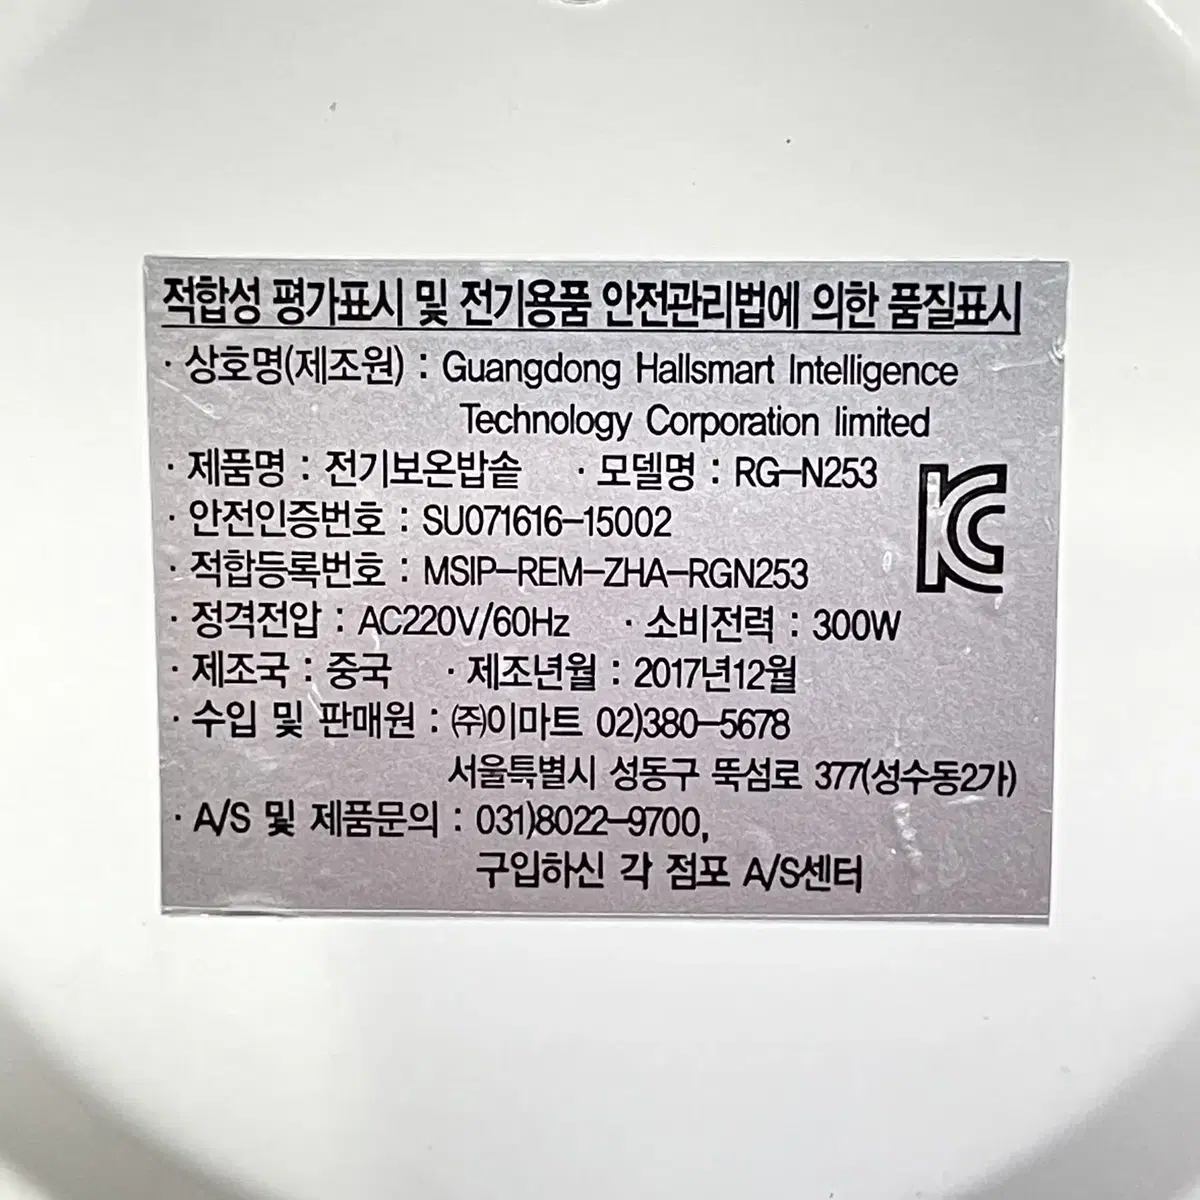 적합성 평가표시 및 전기용품 안전관리법에 의한 품질표시
· 상호명(제조원) : Guangdong Hallsmart Intelligence
Technology Corporation limited
· 제품명 : 전기보온밥솥 · 모델명 : RG-N253
· 안전인증번호 : SU071616-15002
· 적합등록번호 : MSIP-REM-ZHA-RGN253
· 정격전압 : AC220V/60Hz · 소비전력 : 300W
· 제조국 : 중국 · 제조년월 : 2017년12월
· 수입 및 판매원 : ㈜이마트 02)380-5678
서울특별시 성동구 뚝섬로 377(성수동2가)
· A/S 및 제품문의 : 031)8022-9700,
구입하신 각 점포 A/S센터
KC